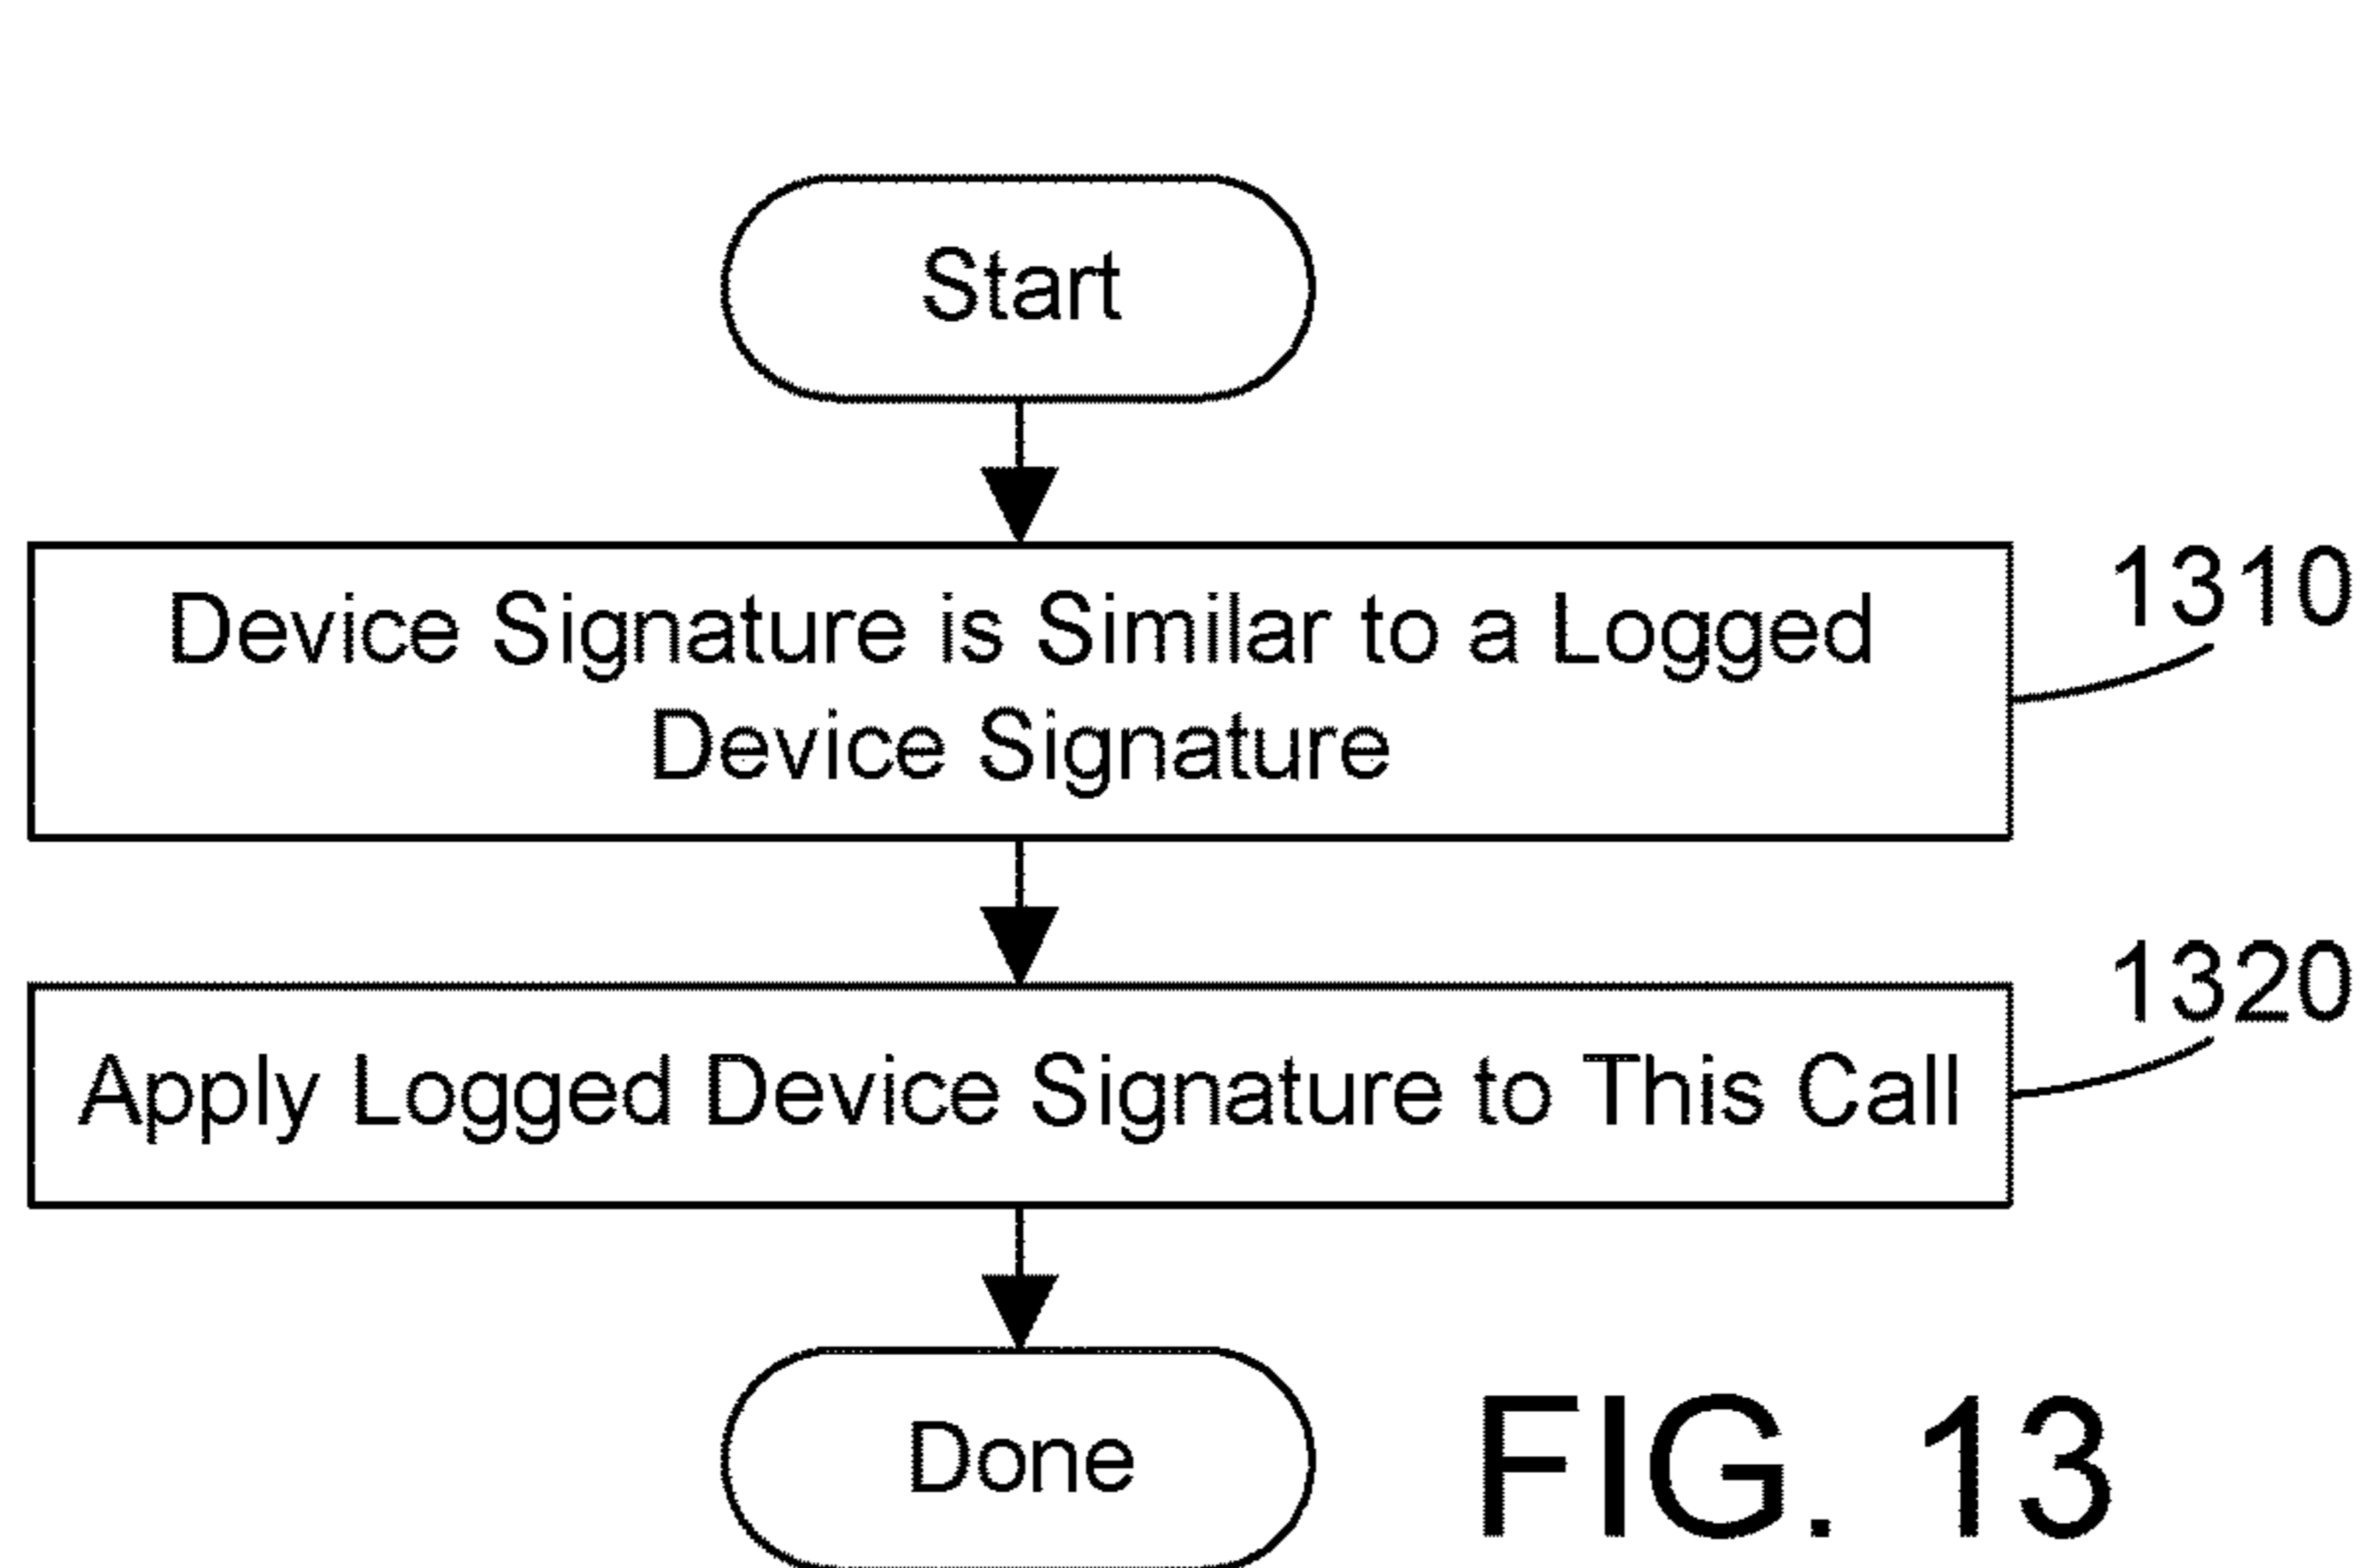 Start
Device Signature is Similar to a Logged
Device Signature
1310
Apply Logged Device Signature to This Call
1320
Done
FIG. 13